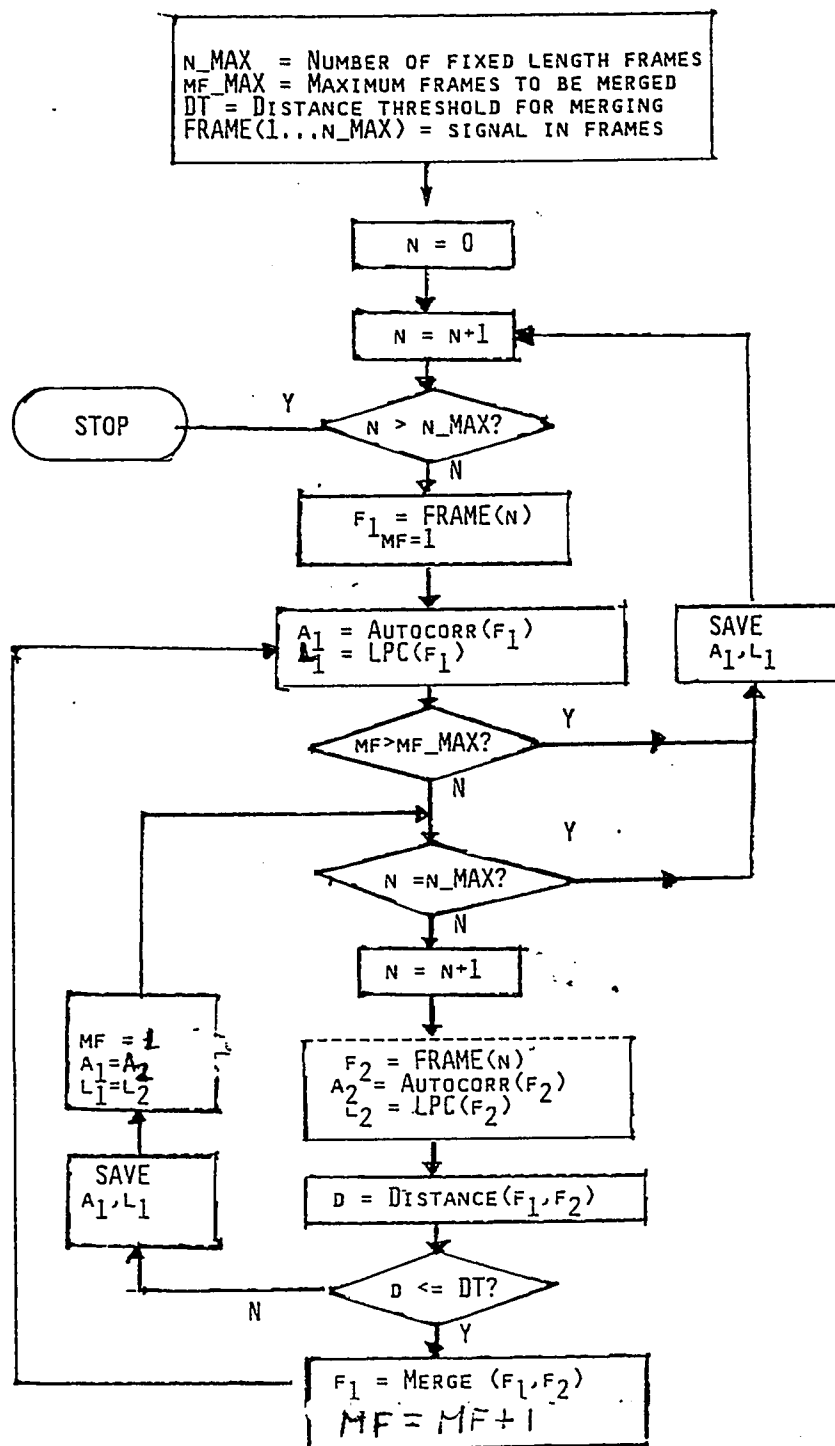 N_MAX = NUMBER OF FIXED LENGTH FRAMES
MF_MAX = MAXIMUM FRAMES TO BE MERGED
DT = DISTANCE THRESHOLD FOR MERGING
FRAME(1...N_MAX) = SIGNAL IN FRAMES
N = 0
N = N+1
N > N_MAX?
Y
STOP
N
F1 = FRAME(N)
MF=1
A1 = AUTOCORR(F1)
L1 = LPC(F1)
SAVE
A1,L1
MF>MF_MAX?
Y
N
N =N_MAX?
Y
N
N = N+1
MF = 1
A1=A2
L1=L2
F2 = FRAME(N)
A2 = AUTOCORR(F2)
L2 = LPC(F2)
SAVE
A1,L1
D = DISTANCE(F1,F2)
D <= DT?
N
Y
F1 = MERGE (F1,F2)
MF = MF+1